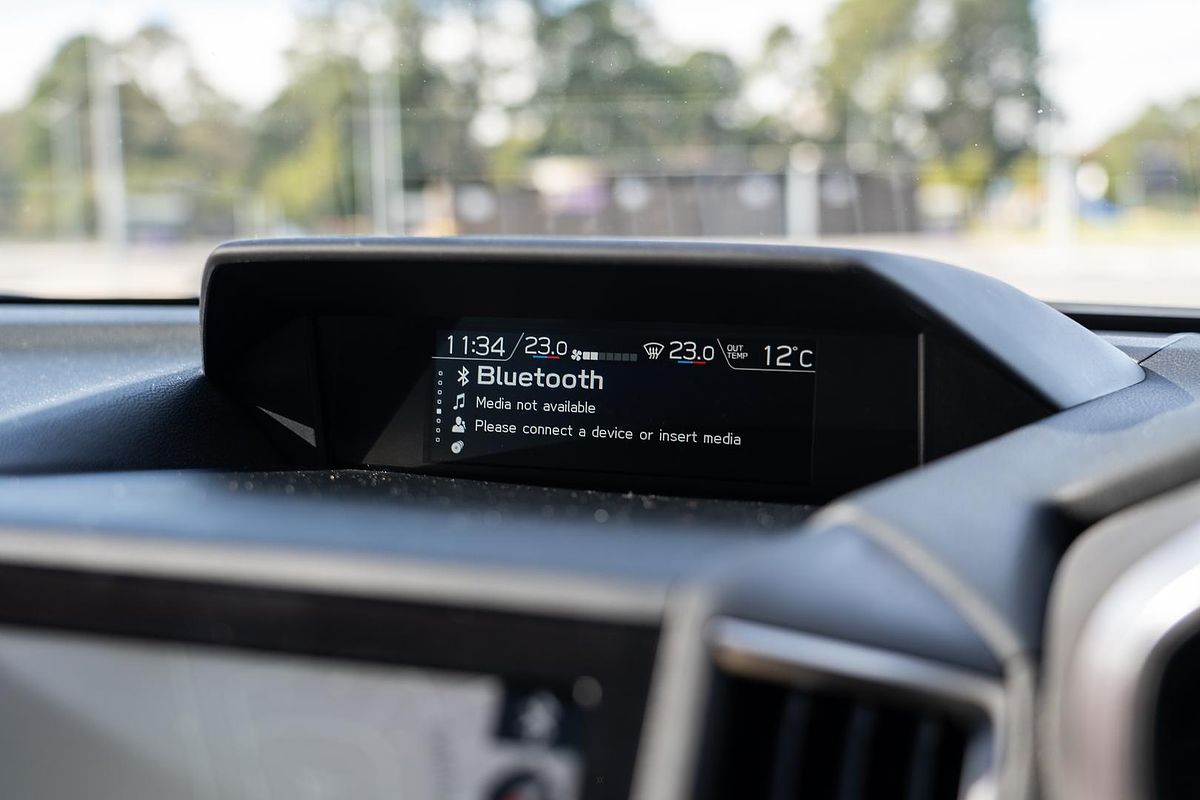 11:34 23.0 23.0 OUT TEMP 12°C
Bluetooth
Media not available
Please connect a device or insert media